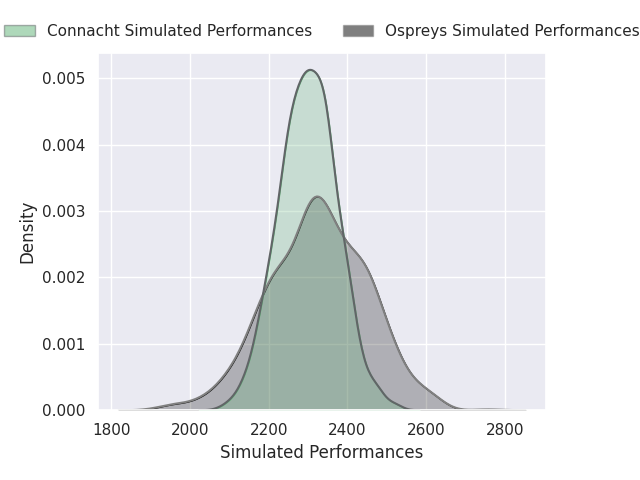 Connacht Simulated Performances
Ospreys Simulated Performances
0.005
0.004
0.003
0.002
0.001
0.000
Density
1800 2000 2200 2400 2600 2800
Simulated Performances